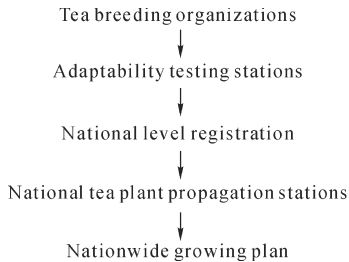 Tea breeding organizations
Adaptability testing stations
National level registration
National tea plant propagation stations
Nationwide growing plan